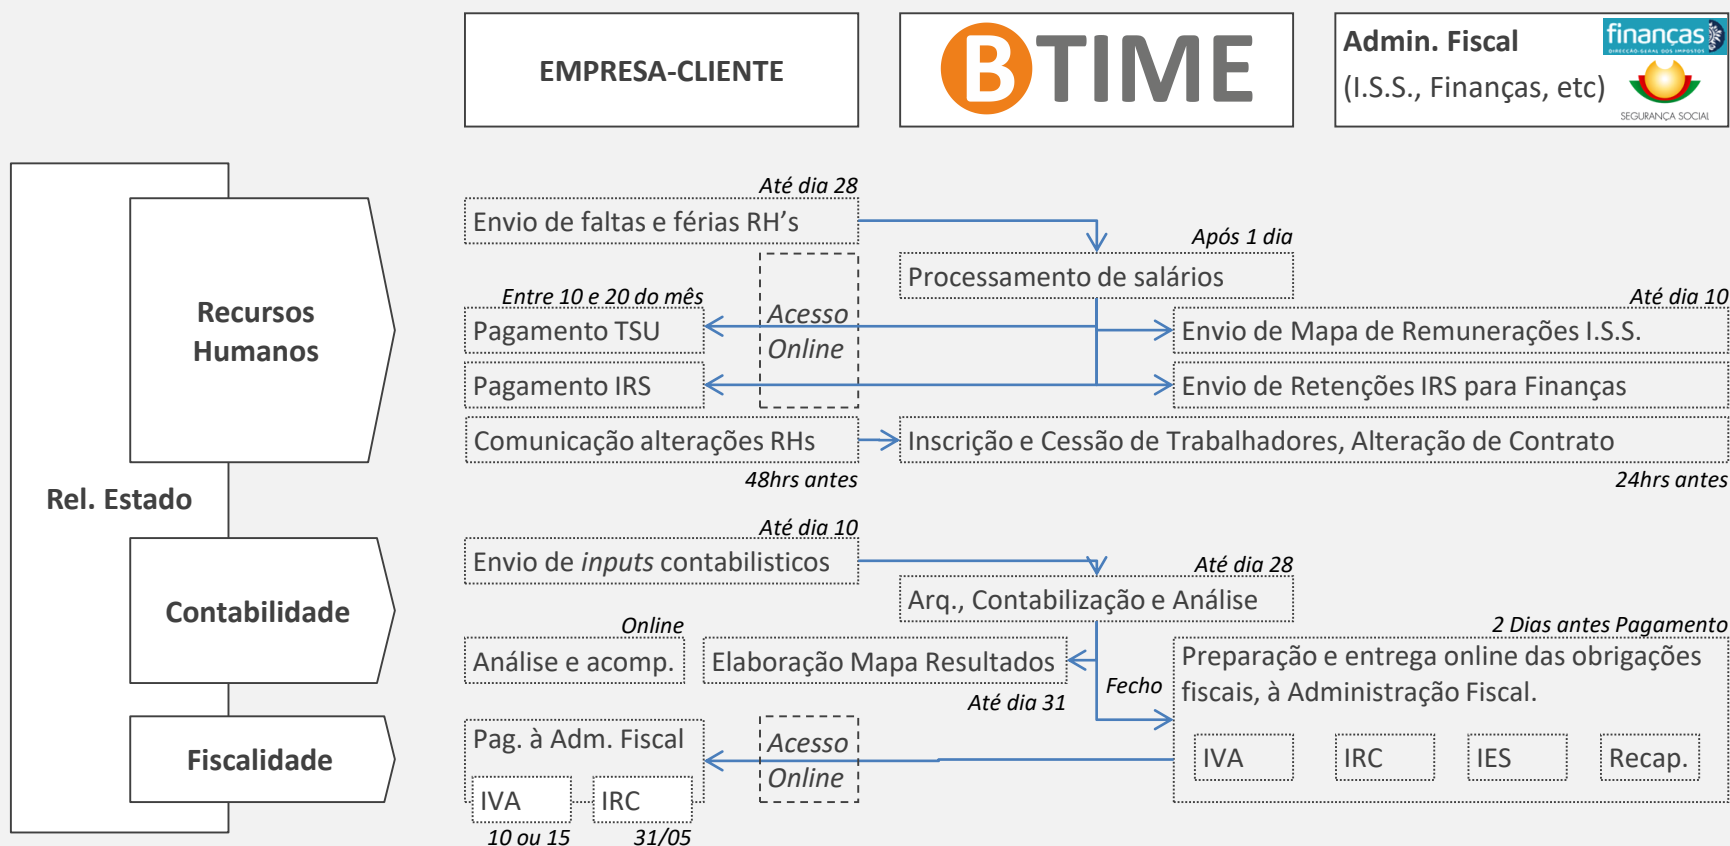 EMPRESA-CLIENTE
BTIME
Admin. Fiscal
(I.S.S., Finanças, etc)
finanças
DIRECÇÃO-GERAL DOS IMPOSTOS
SEGURANÇA SOCIAL
Rel. Estado
Recursos
Humanos
Até dia 28
Envio de faltas e férias RH's
Após 1 dia
Processamento de salários
Entre 10 e 20 do mês
Pagamento TSU
Acesso
Online
Até dia 10
Envio de Mapa de Remunerações I.S.S.
Pagamento IRS
Envio de Retenções IRS para Finanças
Comunicação alterações RHs
48hrs antes
Inscrição e Cessão de Trabalhadores, Alteração de Contrato
24hrs antes
Contabilidade
Até dia 10
Envio de inputs contabilisticos
Até dia 28
Arq., Contabilização e Análise
Online
Análise e acomp.
Elaboração Mapa Resultados
Até dia 31
Fecho
2 Dias antes Pagamento
Preparação e entrega online das obrigações
fiscais, à Administração Fiscal.
IVA
IRC
IES
Recap.
Fiscalidade
Pag. à Adm. Fiscal
Acesso
Online
IVA
IRC
10 ou 15
31/05